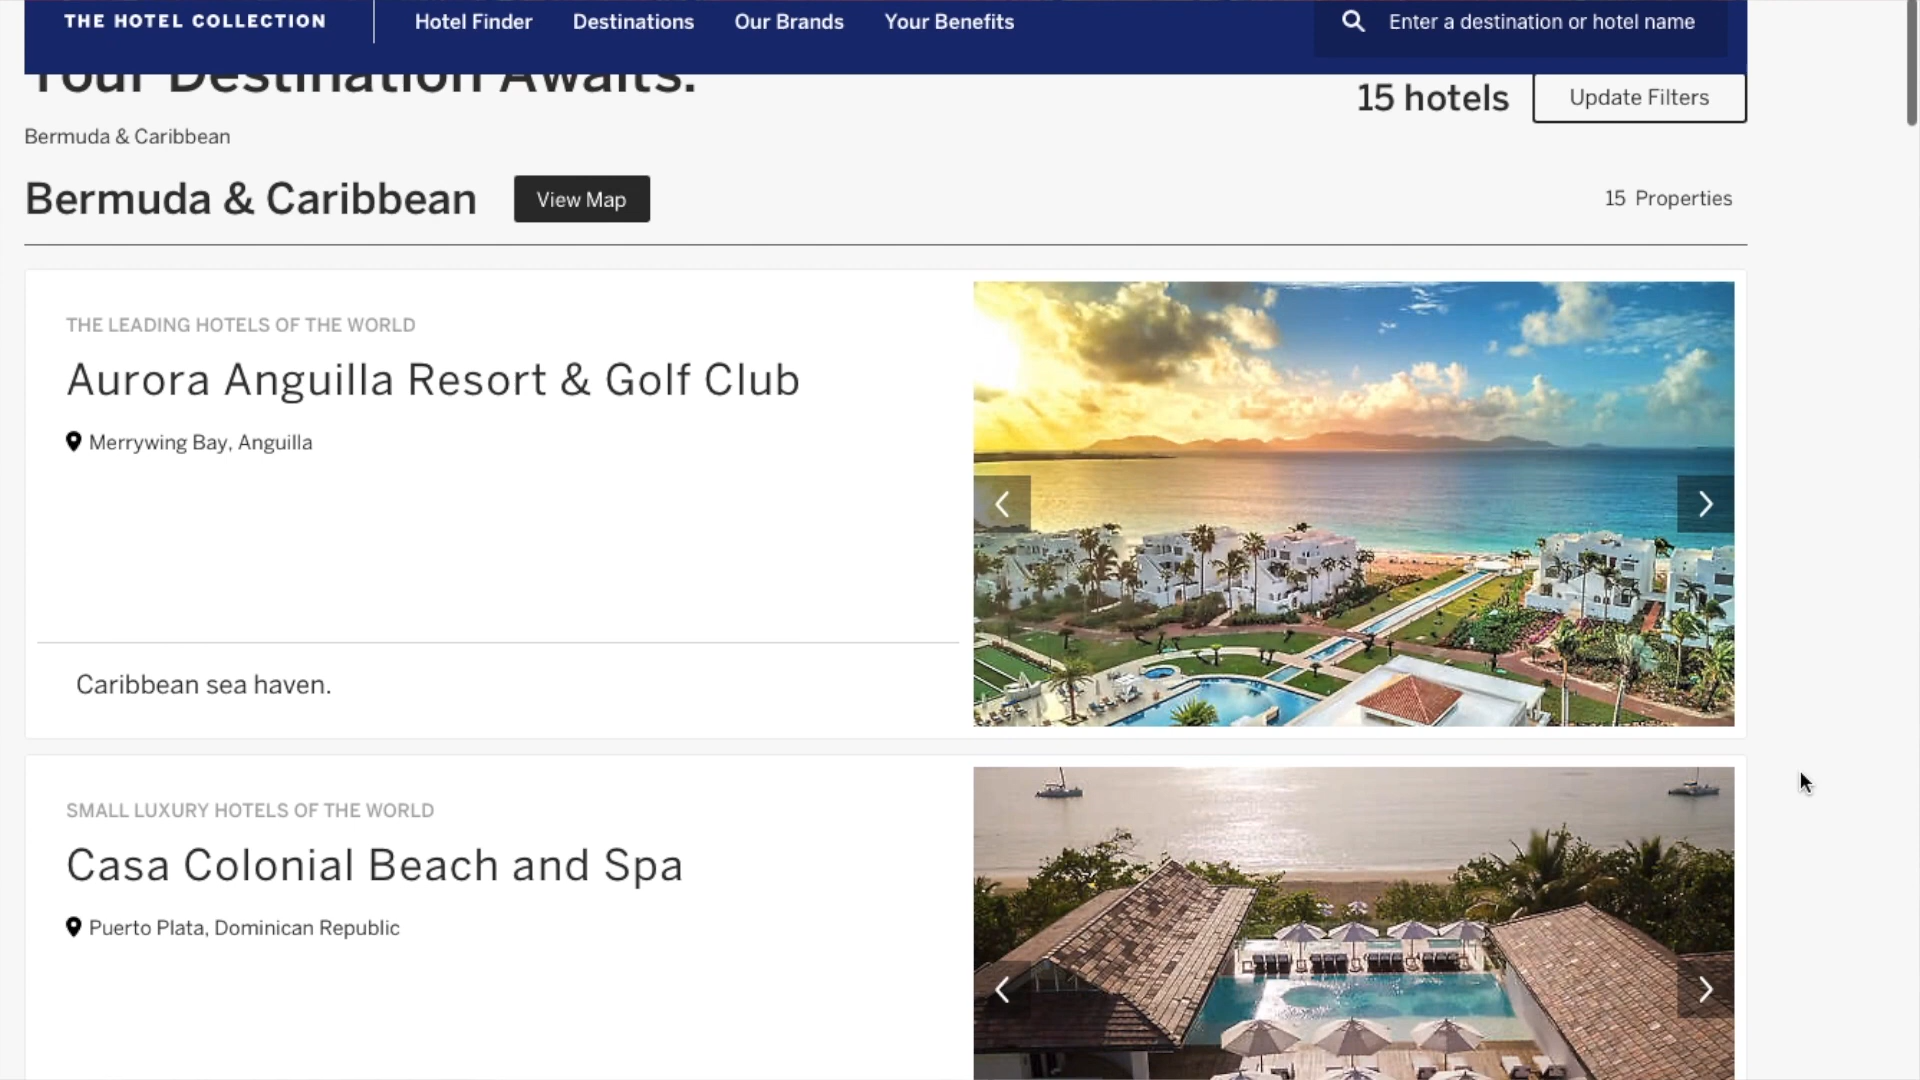 THE HOTEL COLLECTION
Hotel Finder
Destinations
Our Brands
Your Benefits
Enter a destination or hotel name
Your Destination Awaits.
15 hotels
Update Filters
Bermuda & Caribbean
Bermuda & Caribbean
View Map
15 Properties
THE LEADING HOTELS OF THE WORLD
Aurora Anguilla Resort & Golf Club
Merrywing Bay, Anguilla
Caribbean sea haven.
SMALL LUXURY HOTELS OF THE WORLD
Casa Colonial Beach and Spa
Puerto Plata, Dominican Republic